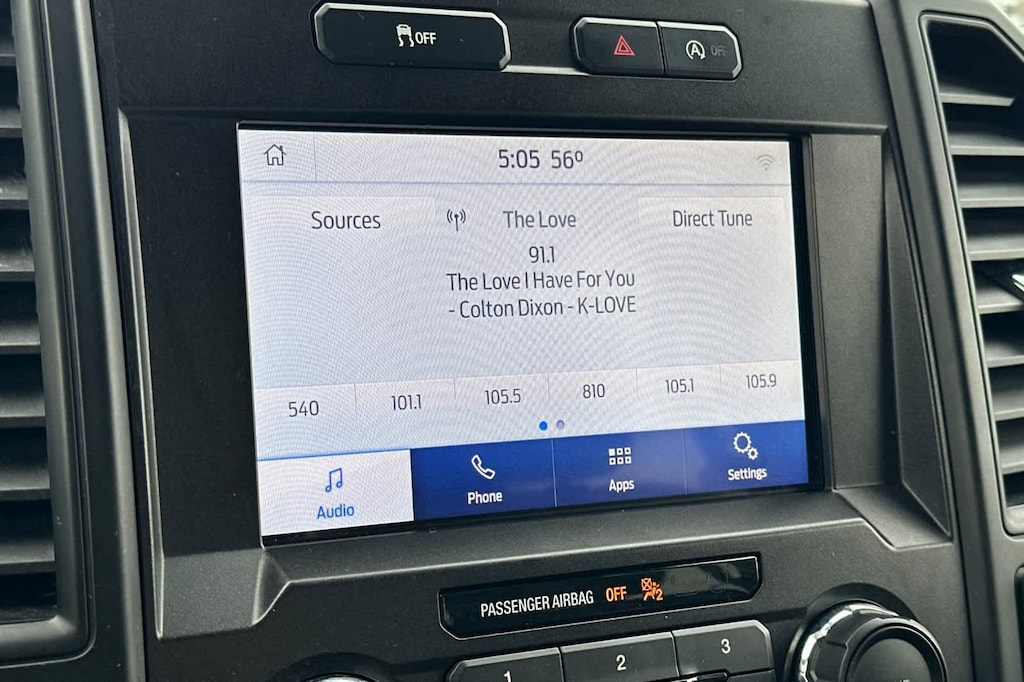 OFF
OFF
5:05 56°
Sources
The Love
Direct Tune
91.1
The Love I Have For You
- Colton Dixon - K-LOVE
540 101.1 105.5 810 105.1 105.9
Audio Phone Apps Settings
PASSENGER AIRBAG OFF 2
1 2 3